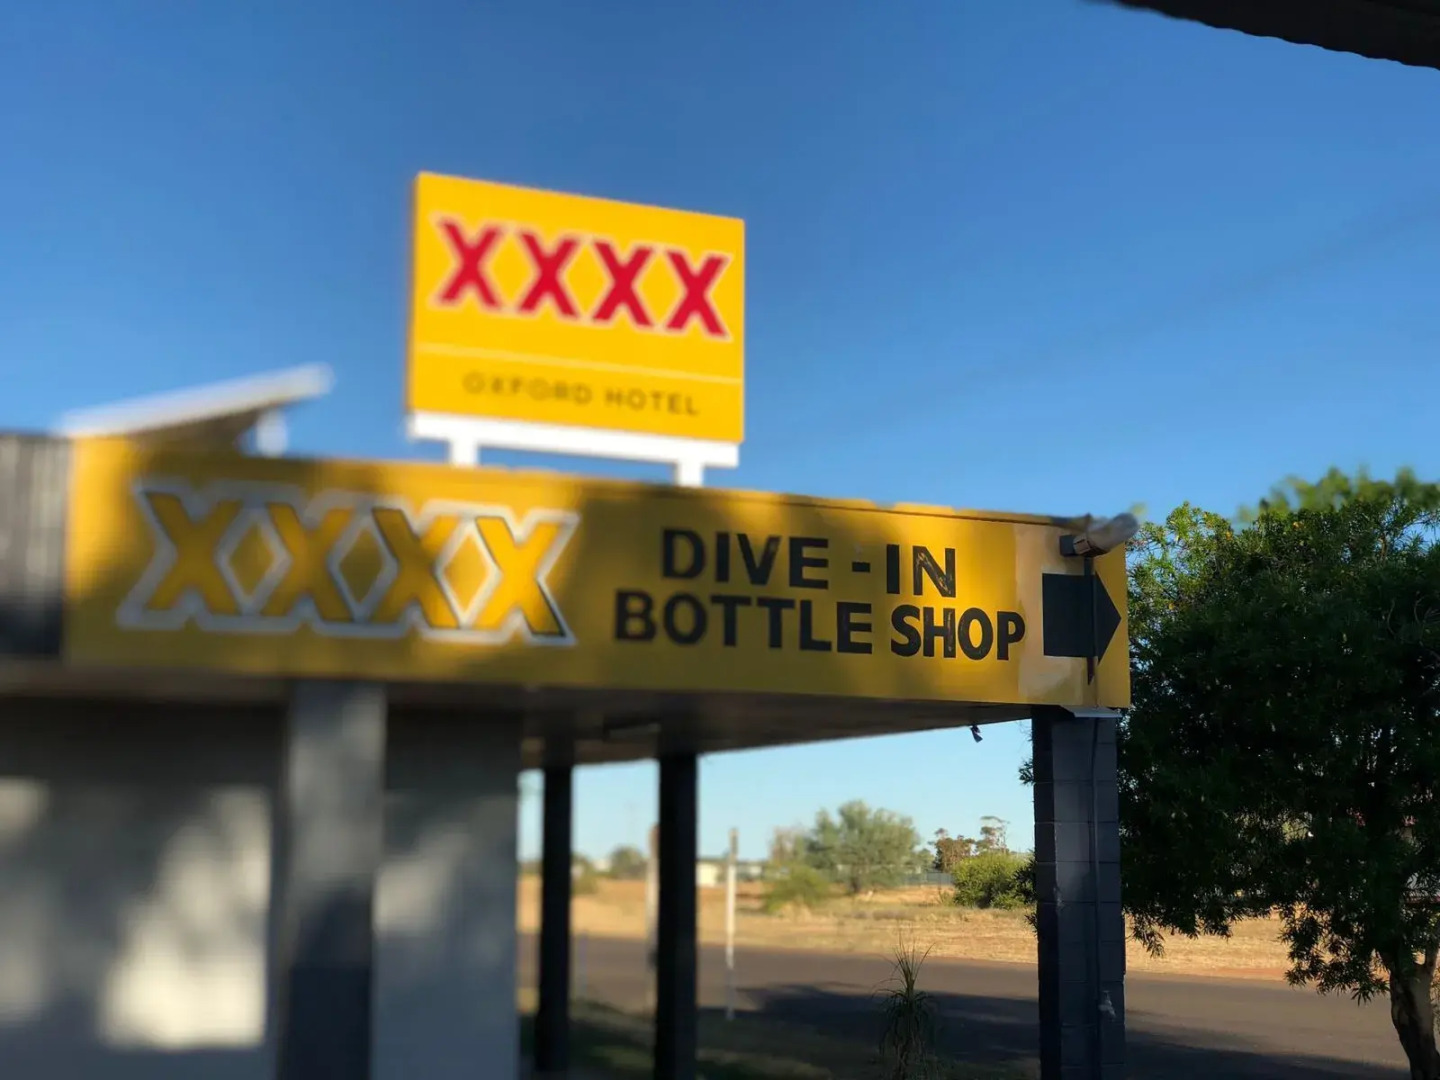 XXXX
OXFORD HOTEL
XXXX
DIVE-IN
BOTTLE SHOP